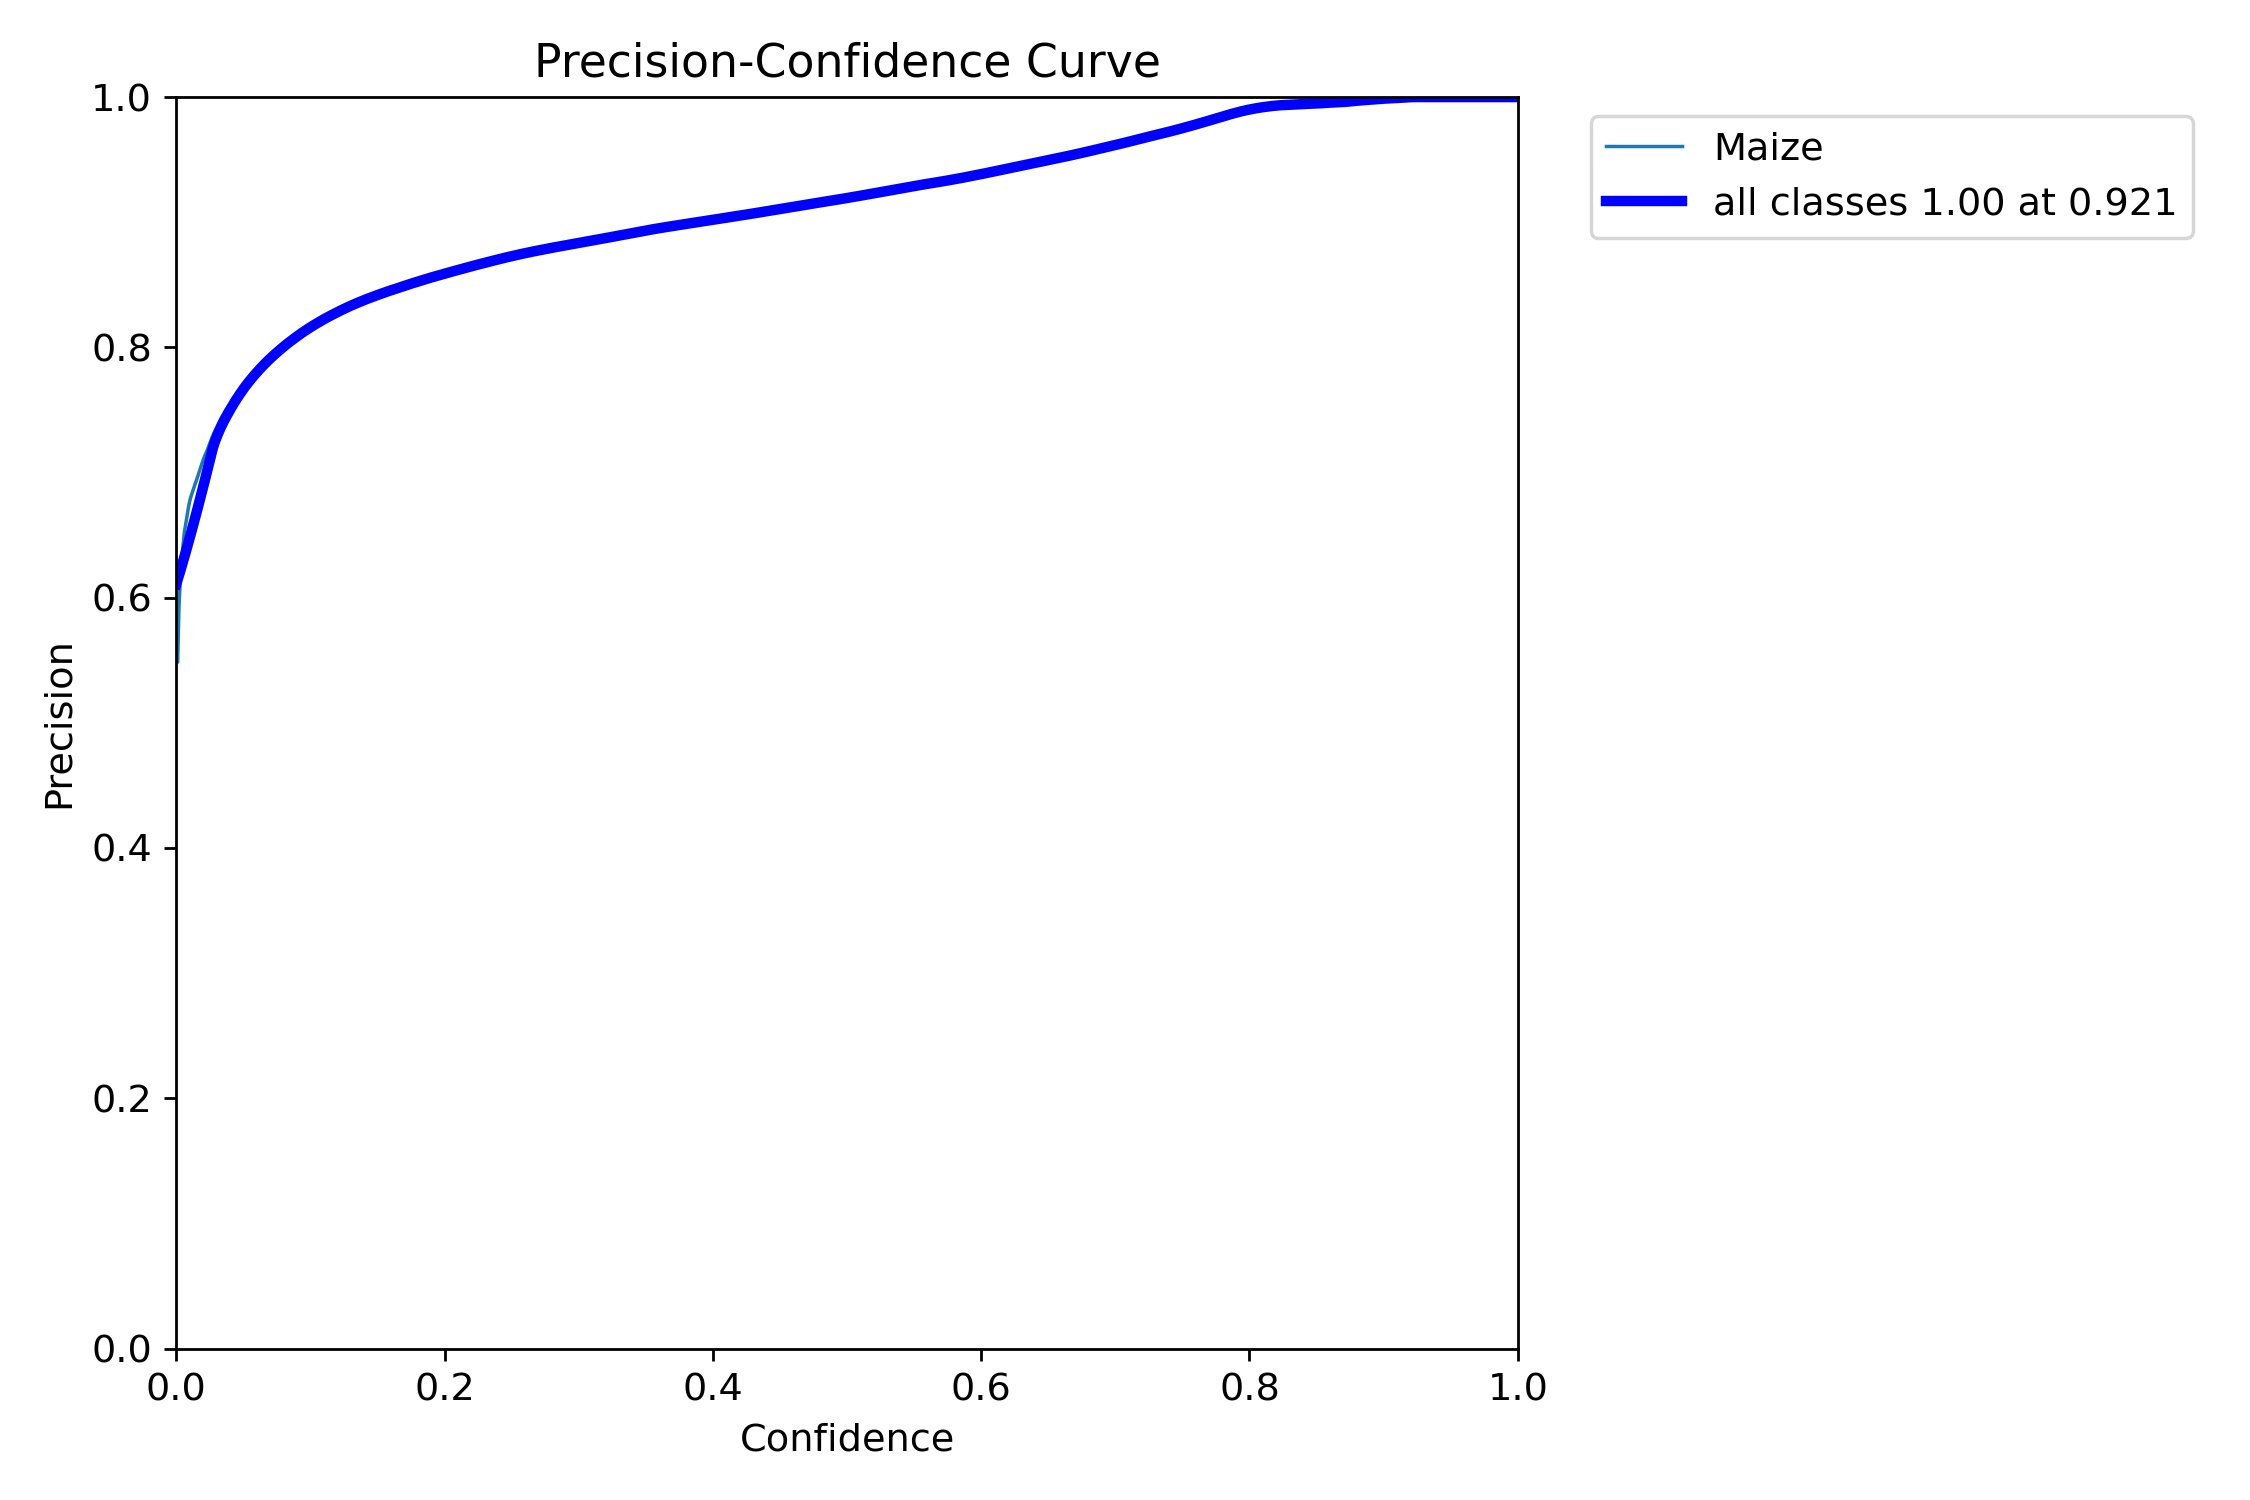 Precision-Confidence Curve
1.0
0.8
0.6
0.4
0.2
0.0
Precision
0.0 0.2 0.4 0.6 0.8 1.0
Confidence
Maize
all classes 1.00 at 0.921